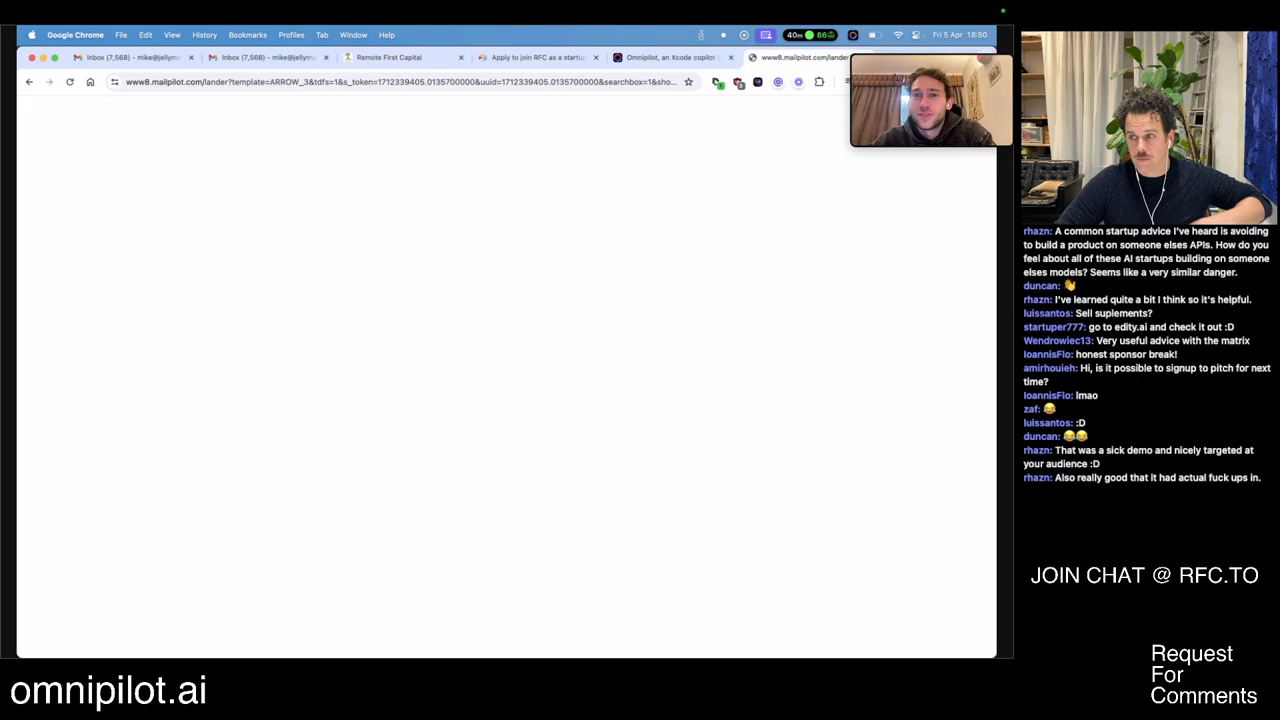 Google Chrome File Edit View History Bookmarks Profiles Tab Window Help
40m 86% Fri 5 Apr 18:50
Inbox (7,568) - mike@jellym Inbox (7,568) - mike@jellym Remote First Capital Apply to join RFC as a startu Omnipilot, an Xcode copilot www8.mailpilot.com/lander
www8.mailpilot.com/lander?template=ARROW_3&tdfs=1&s_token=1712339405.0135700000&uuid=1712339405.0135700000&searchbox=1&sho...
rhazn: A common startup advice I've heard is avoiding
to build a product on someone elses APIs. How do you
feel about all of these AI startups building on someone
elses models? Seems like a very similar danger.
duncan: 👋
rhazn: I've learned quite a bit I think so it's helpful.
luissantos: Sell suplements?
startuper777: go to edity.ai and check it out :D
Wendrowiec13: Very useful advice with the matrix
IoannisFlo: honest sponsor break!
amirhouieh: Hi, is it possible to signup to pitch for next
time?
IoannisFlo: lmao
zaf: 😂
luissantos: :D
duncan: 😂😂
rhazn: That was a sick demo and nicely targeted at
your audience :D
rhazn: Also really good that it had actual fuck ups in.
JOIN CHAT @ RFC.TO
Request
For
Comments
omnipilot.ai